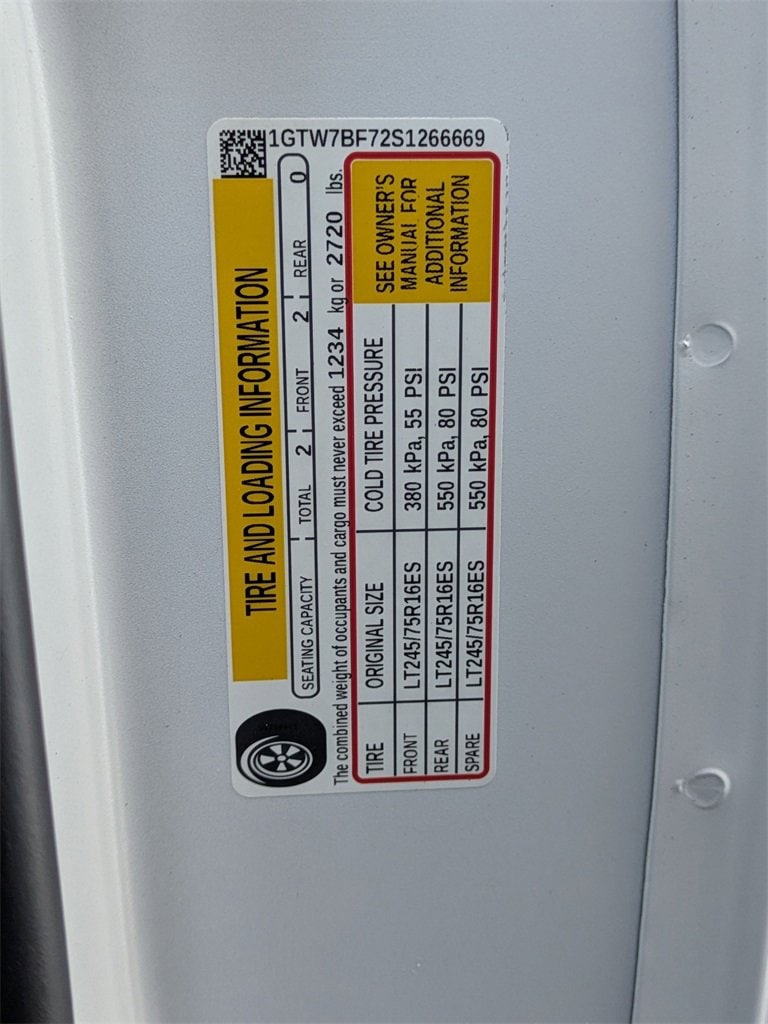 1GTW7BF72S1266669
TIRE AND LOADING INFORMATION
SEATING CAPACITY TOTAL 2 FRONT 2 REAR 0
The combined weight of occupants and cargo must never exceed 1234 kg or 2720 lbs.
TIRE ORIGINAL SIZE COLD TIRE PRESSURE
FRONT LT245/75R16ES 380 kPa, 55 PSI
REAR LT245/75R16ES 550 kPa, 80 PSI
SPARE LT245/75R16ES 550 kPa, 80 PSI
SEE OWNER'S
MANUAL FOR
ADDITIONAL
INFORMATION